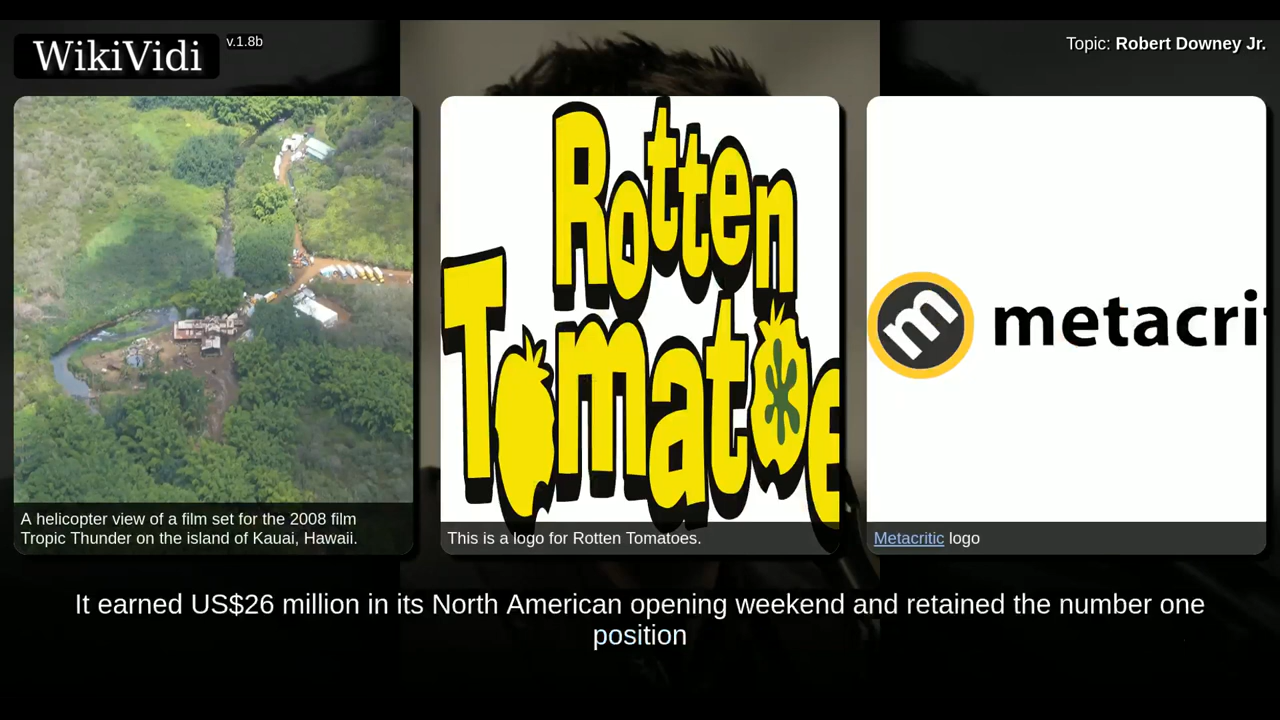 WikiVidi v.1.8b
Topic: Robert Downey Jr.
Rotten
Tomatoe
metacrit
A helicopter view of a film set for the 2008 film
Tropic Thunder on the island of Kauai, Hawaii.
This is a logo for Rotten Tomatoes.
Metacritic logo
It earned US$26 million in its North American opening weekend and retained the number one
position